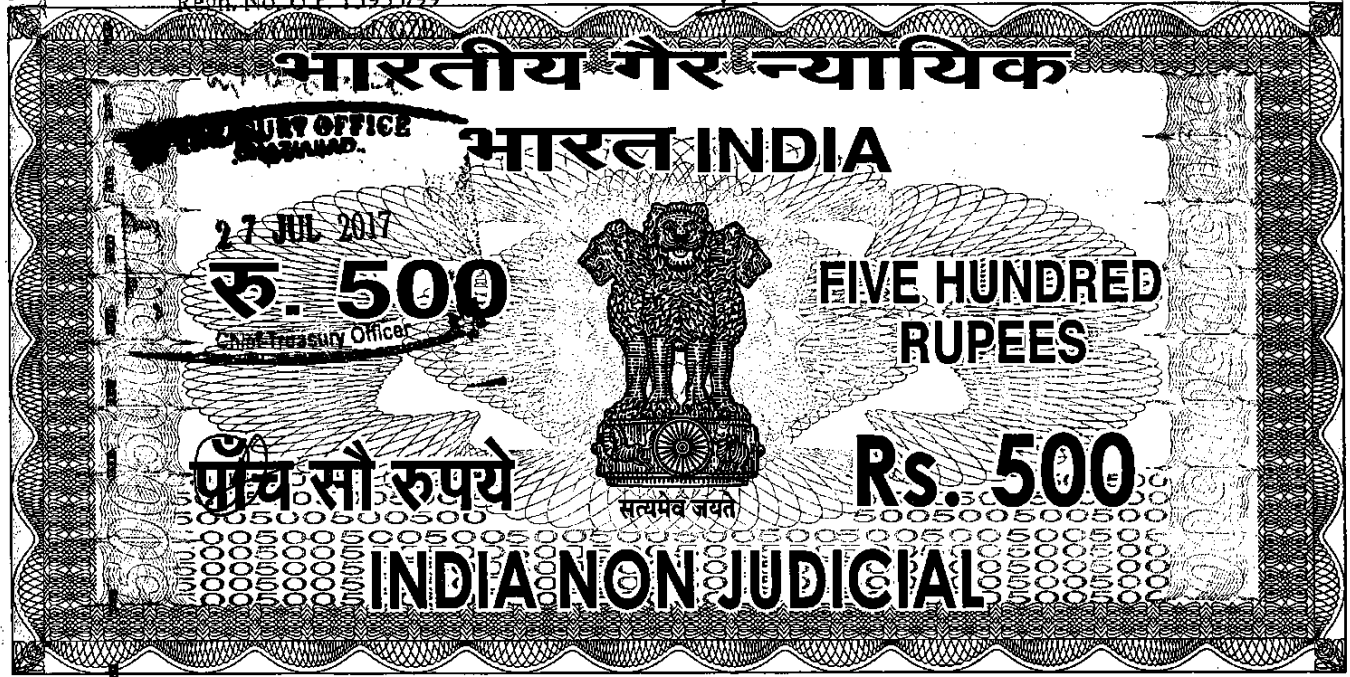 भारतीय गैर न्यायिक
भारत INDIA
OFFICE
27 JUL 2017
रु. 500
FIVE HUNDRED
RUPEES
Chief Treasury Officer
पाँच सौ रुपये
Rs. 500
सत्यमेव जयते
INDIA NON JUDICIAL